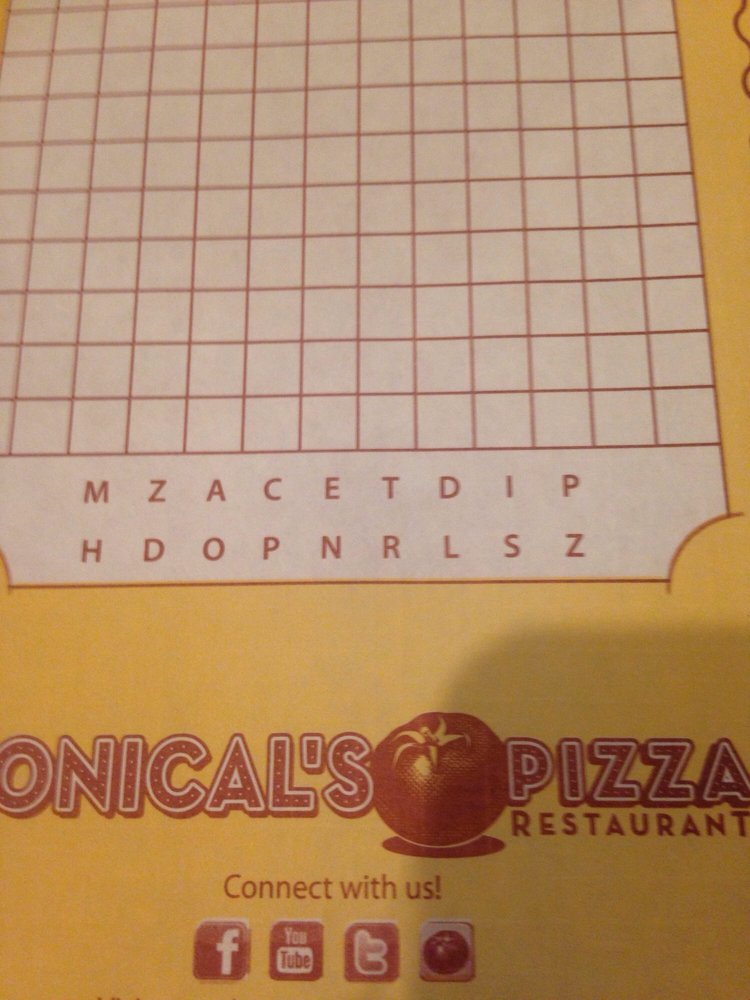 M Z A C E T D I P
H D O P N R L S Z
ONICAL'S PIZZA
RESTAURANT
Connect with us!
f You Tube t